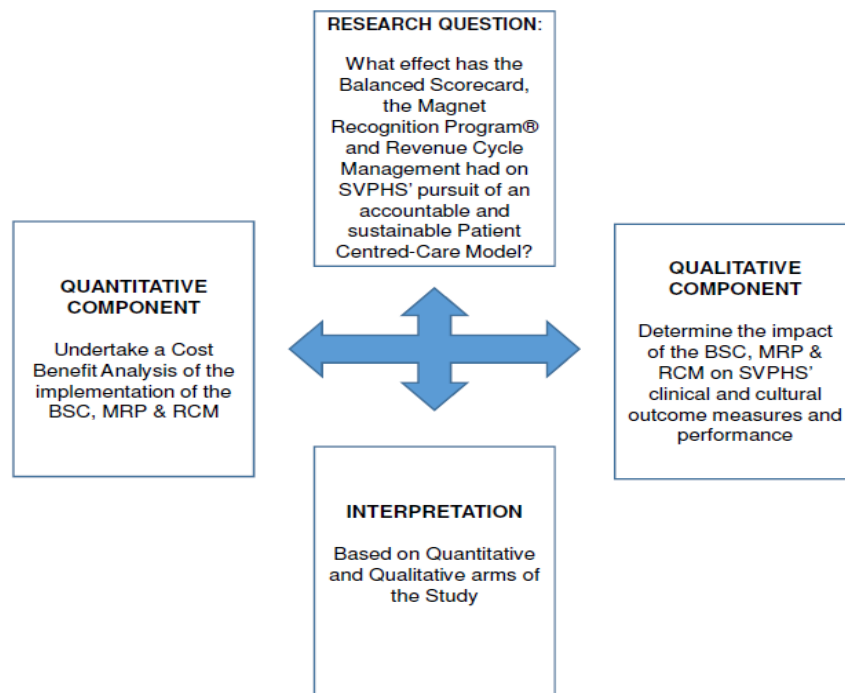 RESEARCH QUESTION:
What effect has the
Balanced Scorecard,
the Magnet
Recognition Program®
and Revenue Cycle
Management had on
SVPHS' pursuit of an
accountable and
sustainable Patient
Centred-Care Model?
QUANTITATIVE
COMPONENT
Undertake a Cost
Benefit Analysis of the
implementation of the
BSC, MRP & RCM
QUALITATIVE
COMPONENT
Determine the impact
of the BSC, MRP &
RCM on SVPHS'
clinical and cultural
outcome measures and
performance
INTERPRETATION
Based on Quantitative
and Qualitative arms of
the Study